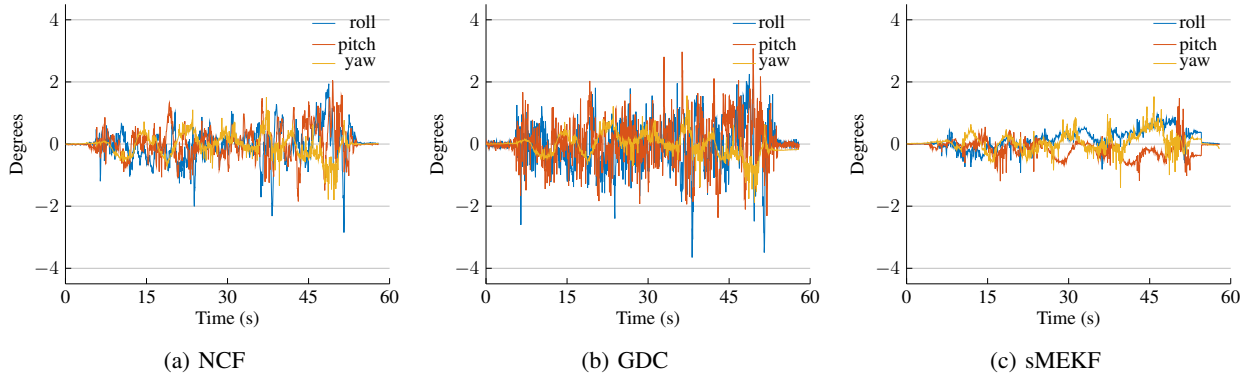 4
2
0
−2
−4
Degrees
roll
pitch
yaw
0 15 30 45 60
Time (s)
(a) NCF
4
2
0
−2
−4
Degrees
roll
pitch
yaw
0 15 30 45 60
Time (s)
(b) GDC
4
2
0
−2
−4
Degrees
roll
pitch
yaw
0 15 30 45 60
Time (s)
(c) sMEKF